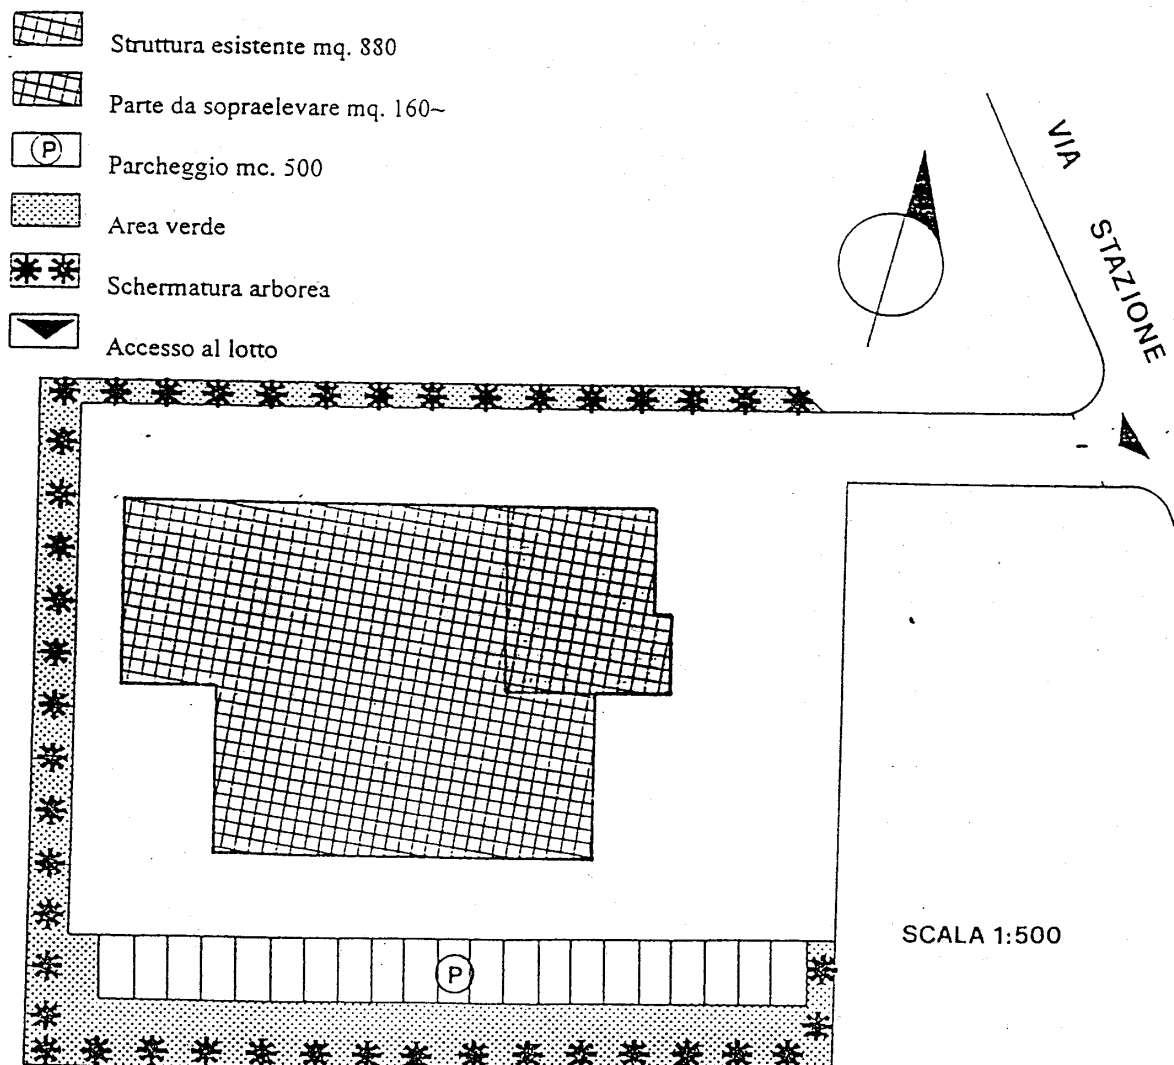 Struttura esistente mq. 880
Parte da sopraelevare mq. 160~
P
Parcheggio mc. 500
Area verde
Schermatura arborea
Accesso al lotto
VIA STAZIONE
SCALA 1:500
P